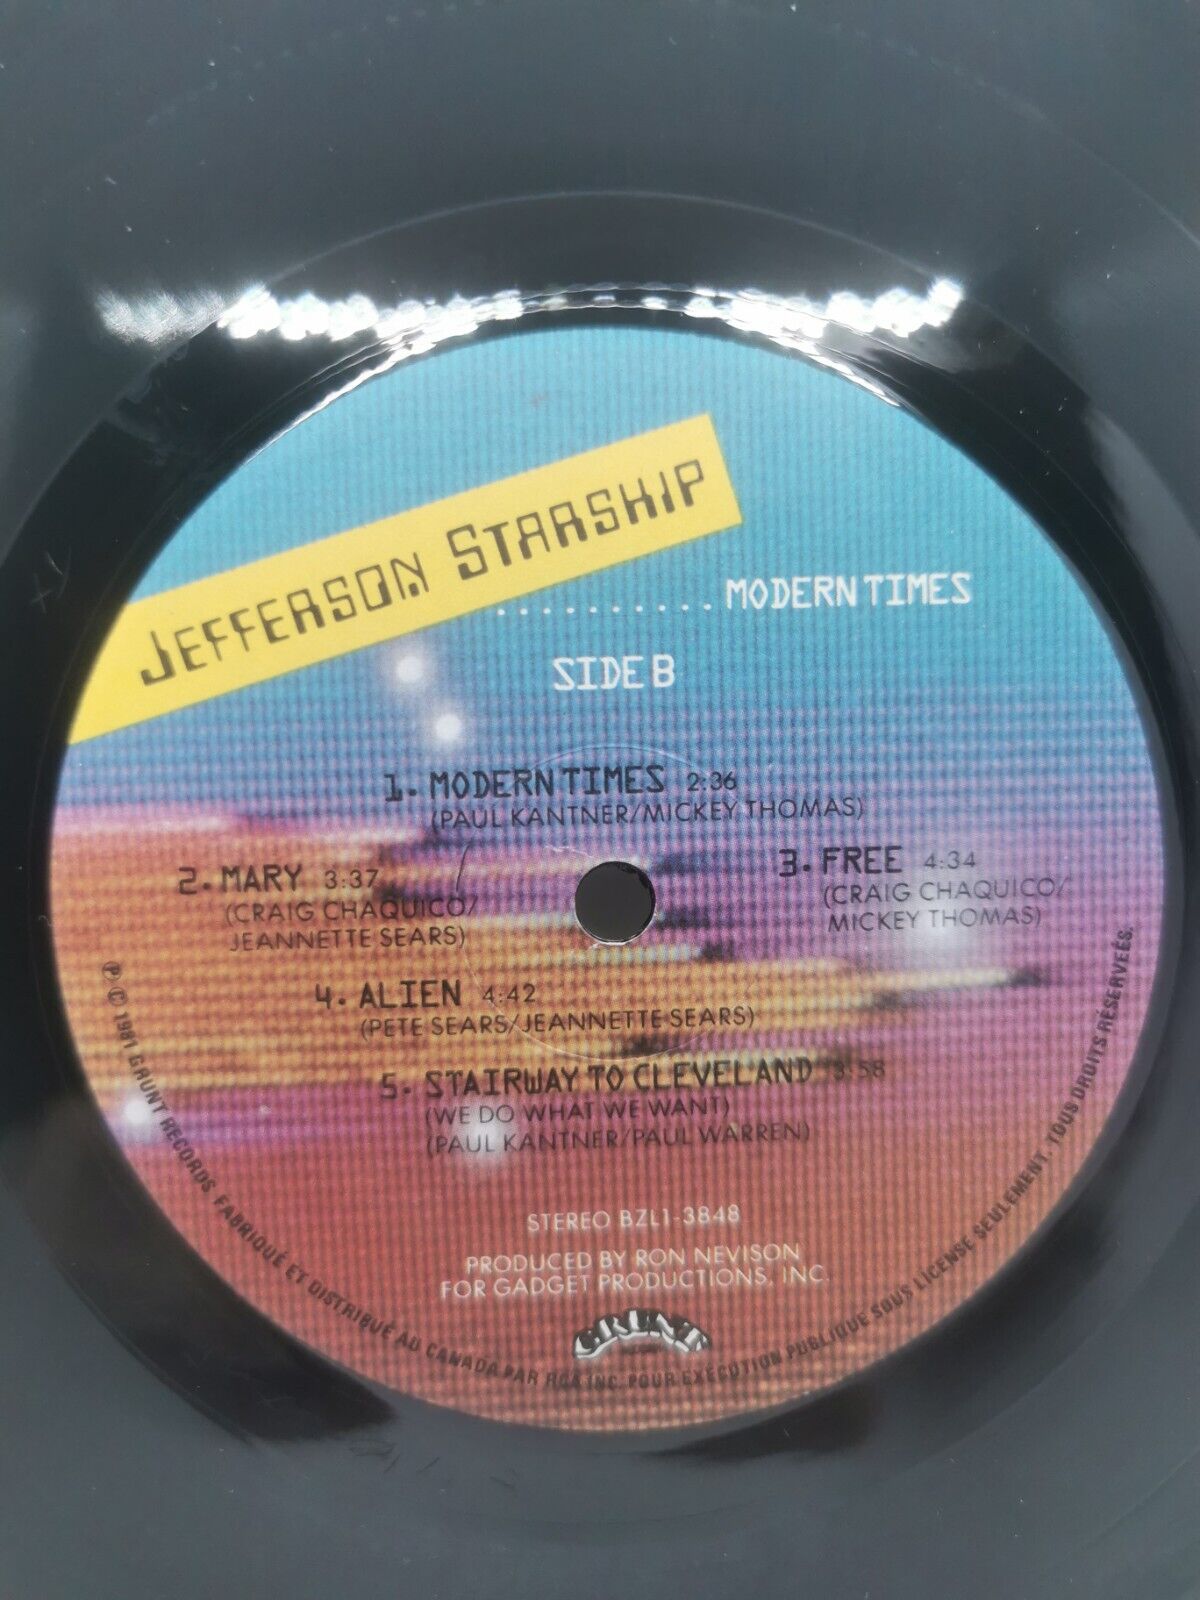 JEFFERSON STARSHIP
.......... MODERN TIMES
SIDE B
1. MODERN TIMES 2:36
(PAUL KANTNER/MICKEY THOMAS)
2. MARY 3:37
(CRAIG CHAQUICO/
JEANNETTE SEARS)
3. FREE 4:34
(CRAIG CHAQUICO/
MICKEY THOMAS)
4. ALIEN 4:42
(PETE SEARS/JEANNETTE SEARS)
5. STAIRWAY TO CLEVELAND 3:58
(WE DO WHAT WE WANT)
(PAUL KANTNER/PAUL WARREN)
STEREO BZL1-3848
PRODUCED BY RON NEVISON
FOR GADGET PRODUCTIONS, INC.
GRUNT
℗ © 1981 GRUNT RECORDS FABRIQUÉ ET DISTRIBUÉ AU CANADA PAR RCA INC. POUR EXÉCUTION PUBLIQUE SOUS LICENSE SEULEMENT. TOUS DROITS RÉSERVEÉS.